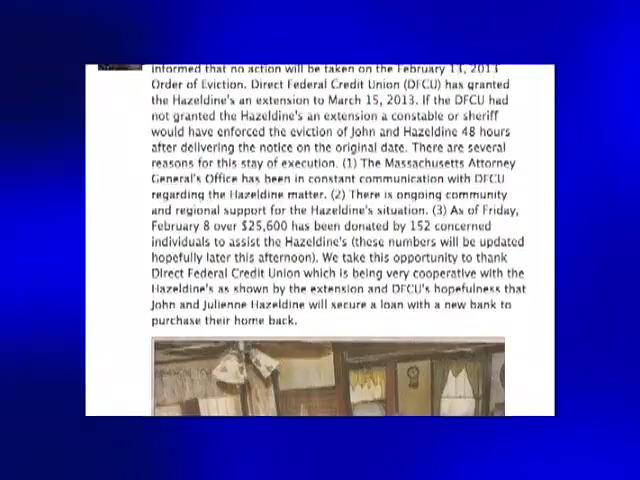 informed that no action will be taken on the February 13, 2013
Order of Eviction. Direct Federal Credit Union (DFCU) has granted
the Hazeldine's an extension to March 15, 2013. If the DFCU had
not granted the Hazeldine's an extension a constable or sheriff
would have enforced the eviction of John and Hazeldine 48 hours
after delivering the notice on the original date. There are several
reasons for this stay of execution. (1) The Massachusetts Attorney
General's Office has been in constant communication with DFCU
regarding the Hazeldine matter. (2) There is ongoing community
and regional support for the Hazeldine's situation. (3) As of Friday,
February 8 over $25,600 has been donated by 152 concerned
individuals to assist the Hazeldine's (these numbers will be updated
hopefully later this afternoon). We take this opportunity to thank
Direct Federal Credit Union which is being very cooperative with the
Hazeldine's as shown by the extension and DFCU's hopefulness that
John and Julienne Hazeldine will secure a loan with a new bank to
purchase their home back.